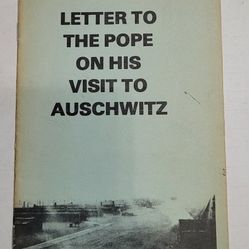 LETTER TO
THE POPE
ON HIS
VISIT TO
AUSCHWITZ